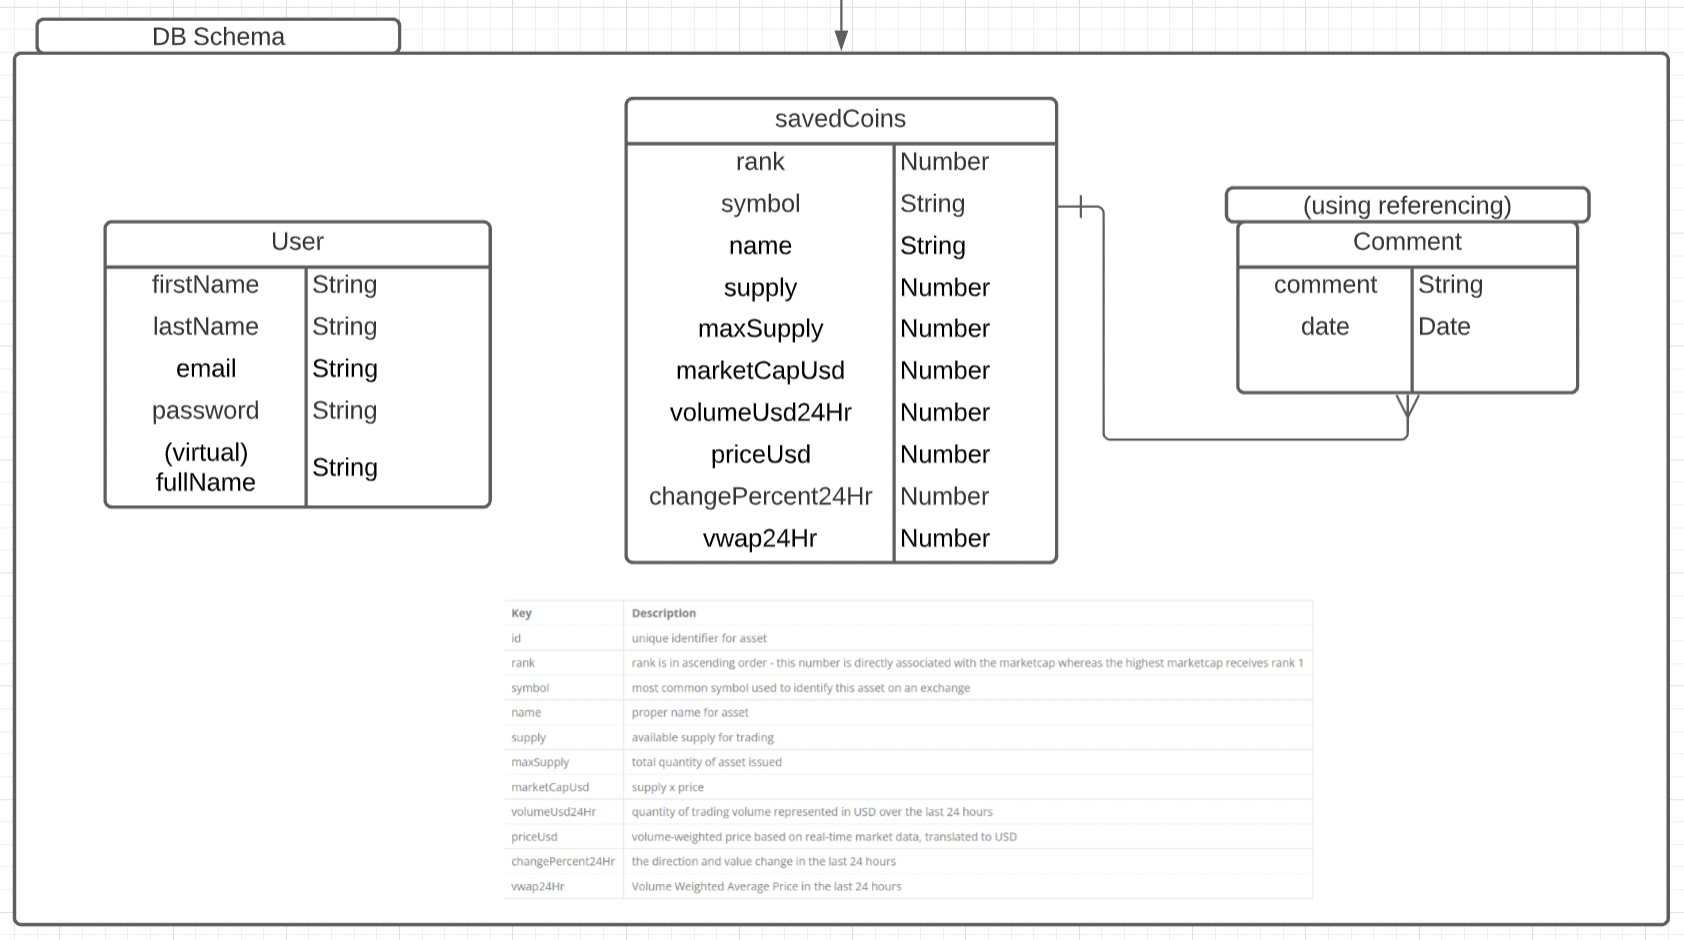 DB Schema
User
firstName String
lastName String
email String
password String
(virtual)
fullName String
savedCoins
rank Number
symbol String
name String
supply Number
maxSupply Number
marketCapUsd Number
volumeUsd24Hr Number
priceUsd Number
changePercent24Hr Number
vwap24Hr Number
(using referencing)
Comment
comment String
date Date
Key Description
id unique identifier for asset
rank rank is in ascending order - this number is directly associated with the marketcap whereas the highest marketcap receives rank 1
symbol most common symbol used to identify this asset on an exchange
name proper name for asset
supply available supply for trading
maxSupply total quantity of asset issued
marketCapUsd supply x price
volumeUsd24Hr quantity of trading volume represented in USD over the last 24 hours
priceUsd volume-weighted price based on real-time market data, translated to USD
changePercent24Hr the direction and value change in the last 24 hours
vwap24Hr Volume Weighted Average Price in the last 24 hours